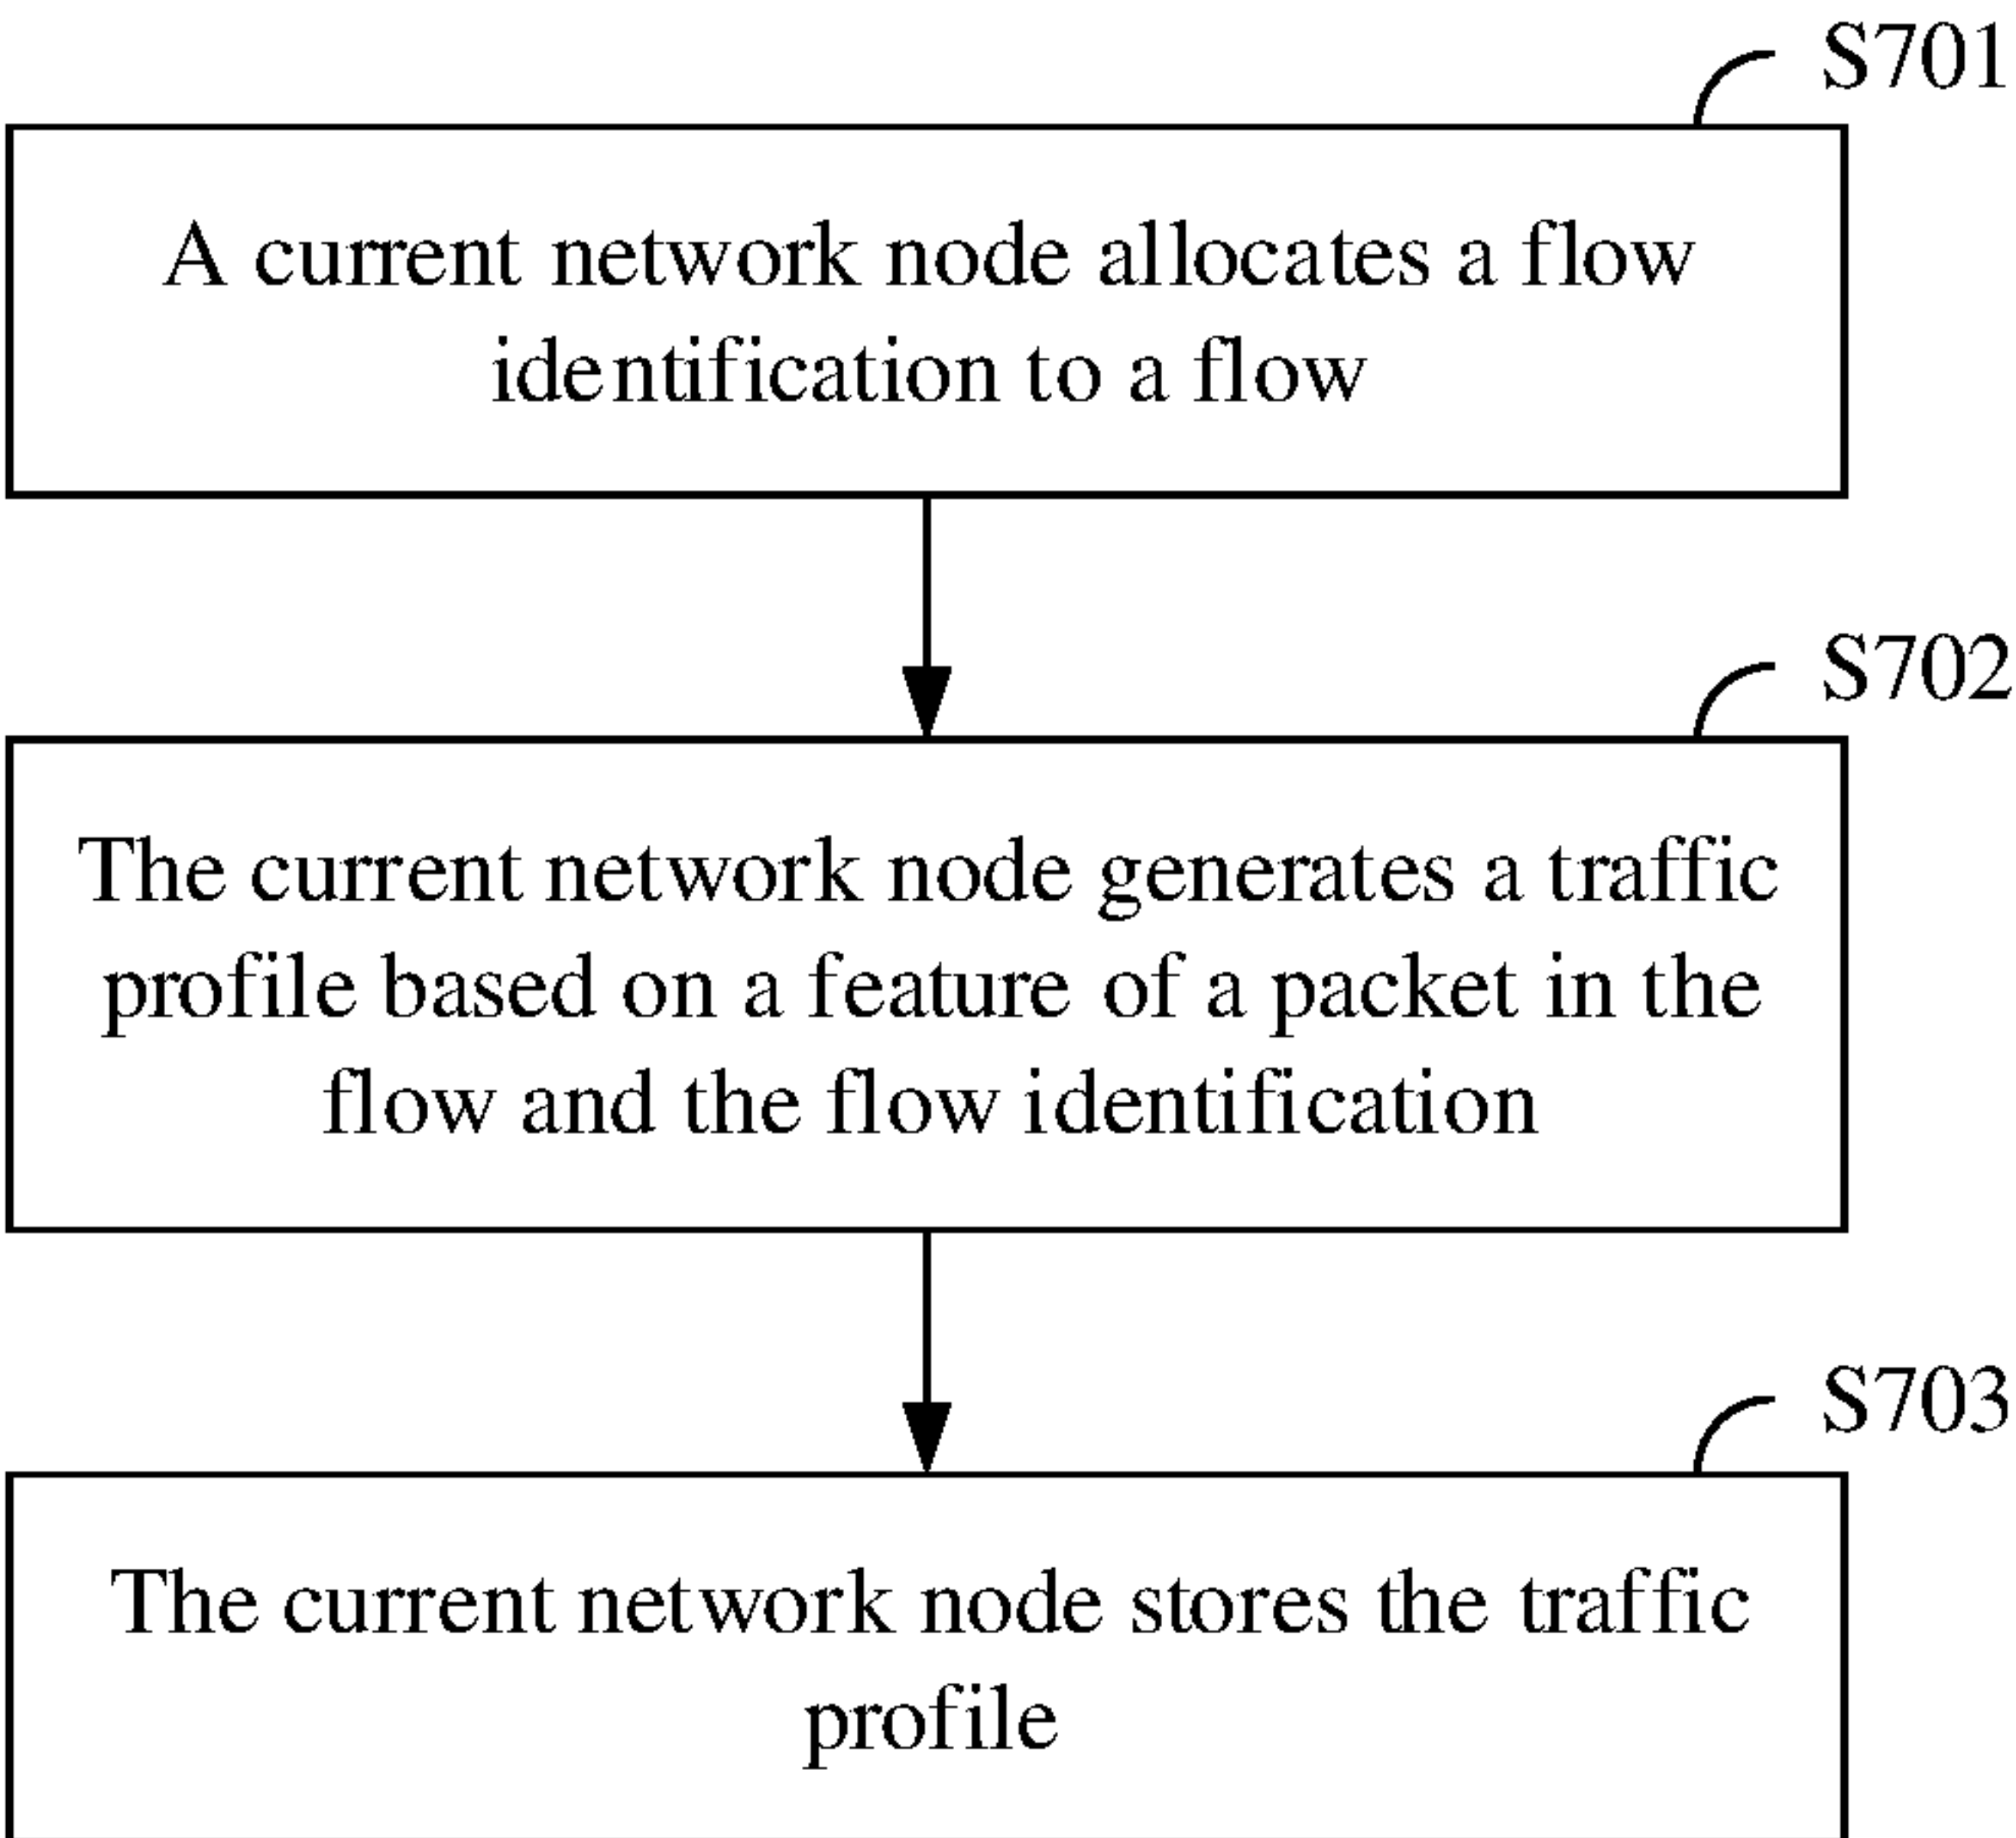 S701
A current network node allocates a flow
identification to a flow
S702
The current network node generates a traffic
profile based on a feature of a packet in the
flow and the flow identification
S703
The current network node stores the traffic
profile